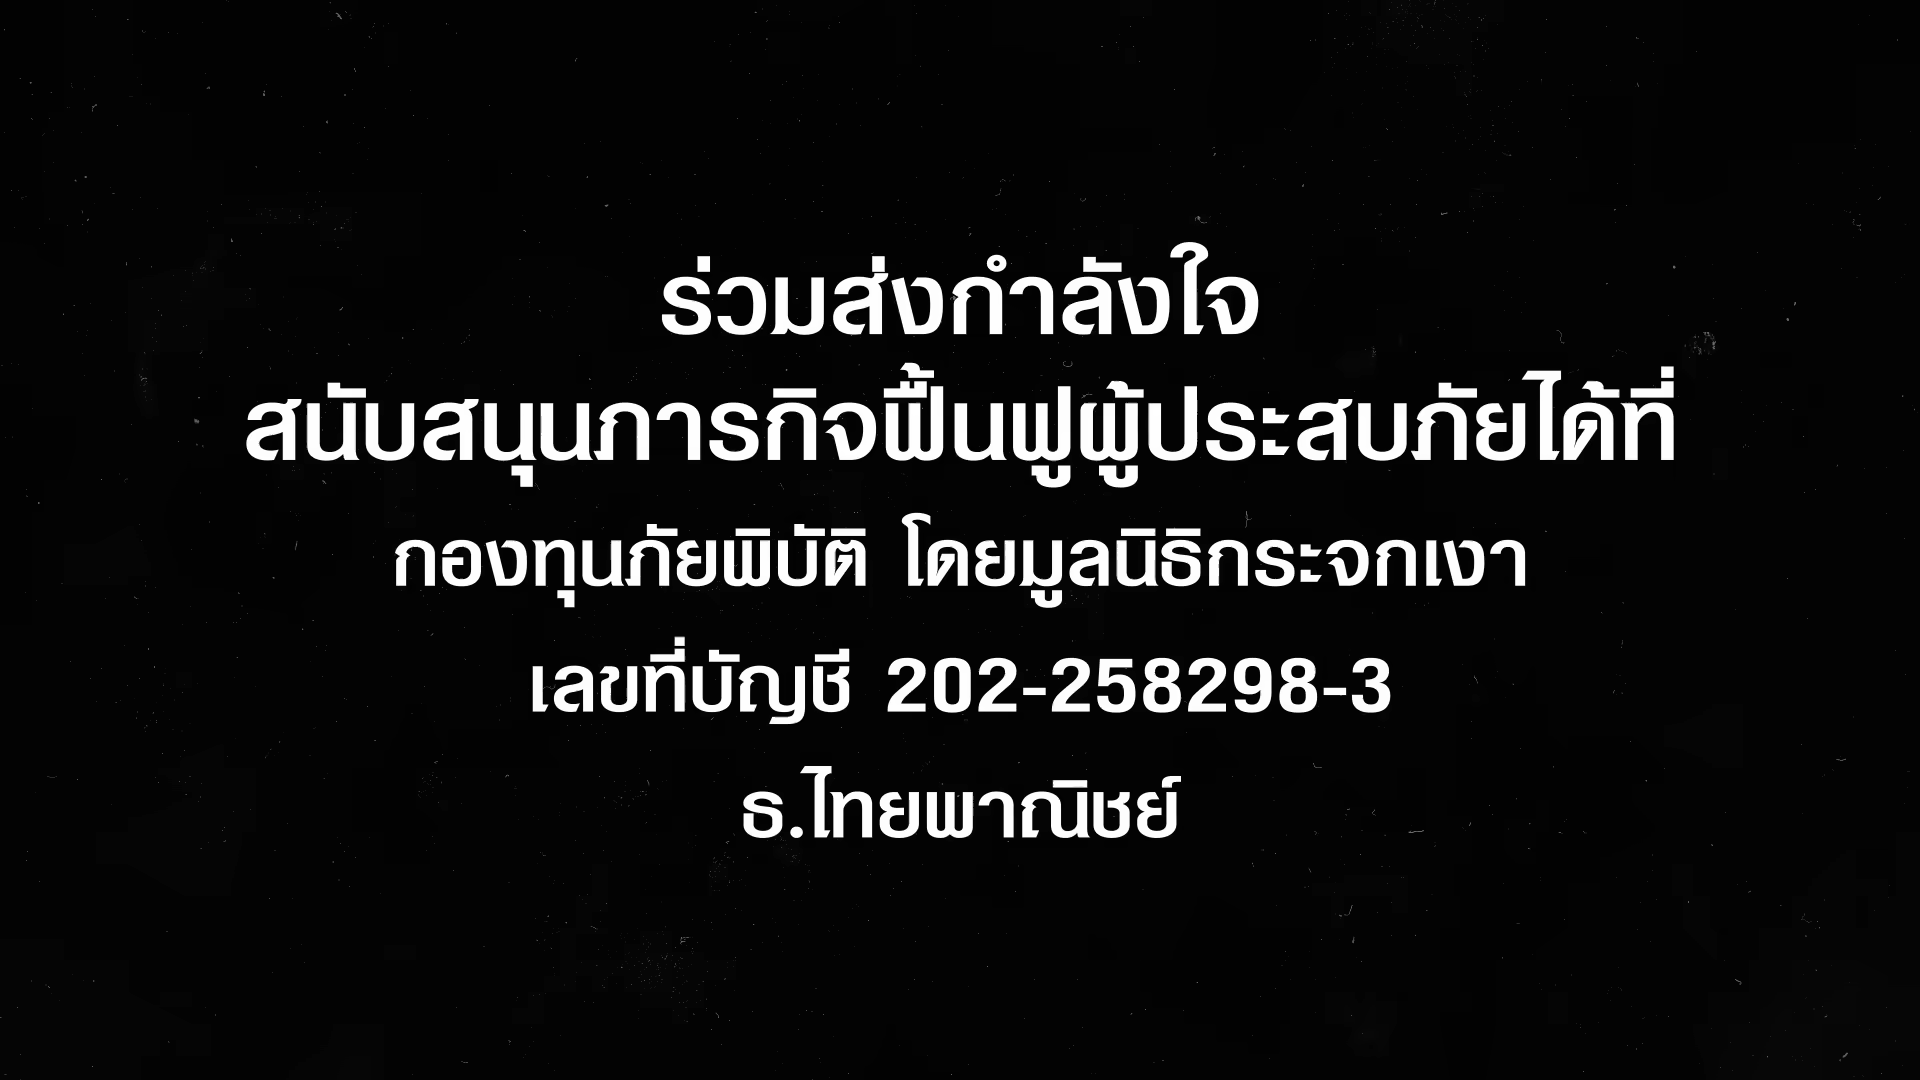 ร่วมส่งกำลังใจ
สนับสนุนภารกิจฟื้นฟูผู้ประสบภัยได้ที่
กองทุนภัยพิบัติ โดยมูลนิธิกระจกเงา
เลขที่บัญชี 202-258298-3
ธ.ไทยพาณิชย์